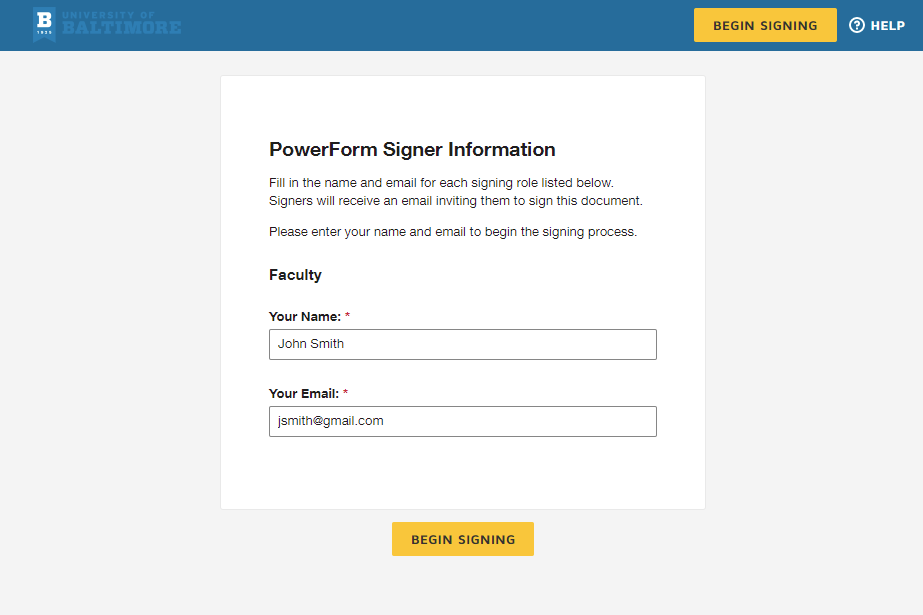 B
1925
UNIVERSITY OF
BALTIMORE
BEGIN SIGNING
? HELP
PowerForm Signer Information
Fill in the name and email for each signing role listed below.
Signers will receive an email inviting them to sign this document.
Please enter your name and email to begin the signing process.
Faculty
Your Name: *
John Smith
Your Email: *
jsmith@gmail.com
BEGIN SIGNING